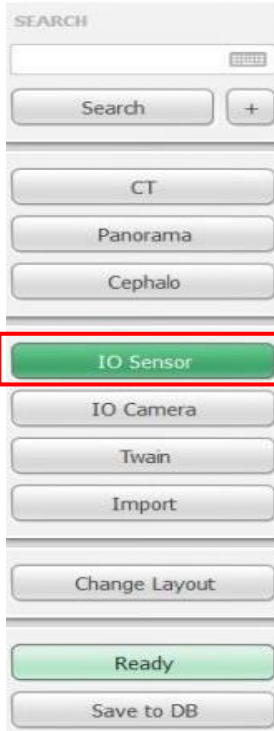 SEARCH
Search +
CT
Panorama
Cephalo
IO Sensor
IO Camera
Twain
Import
Change Layout
Ready
Save to DB